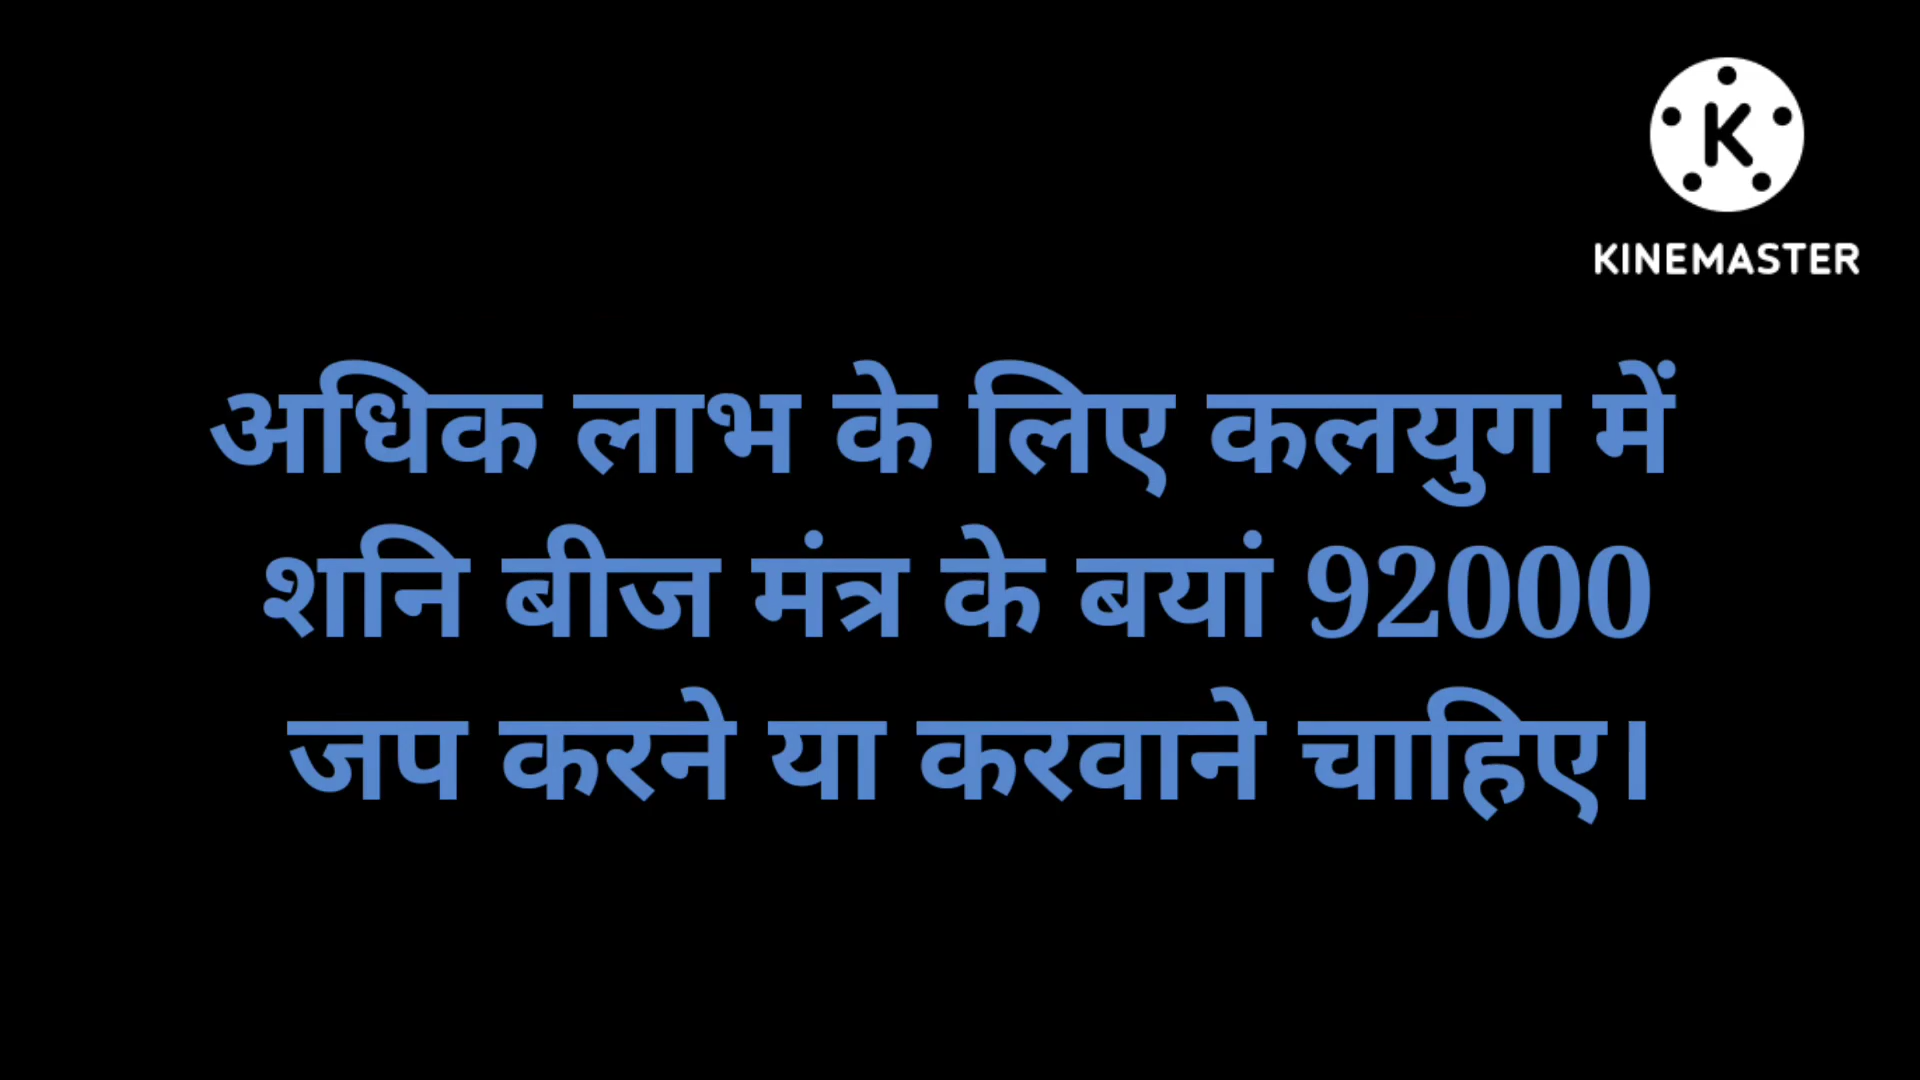 KINEMASTER
अधिक लाभ के लिए कलयुग में
शनि बीज मंत्र के बयां 92000
जप करने या करवाने चाहिए।